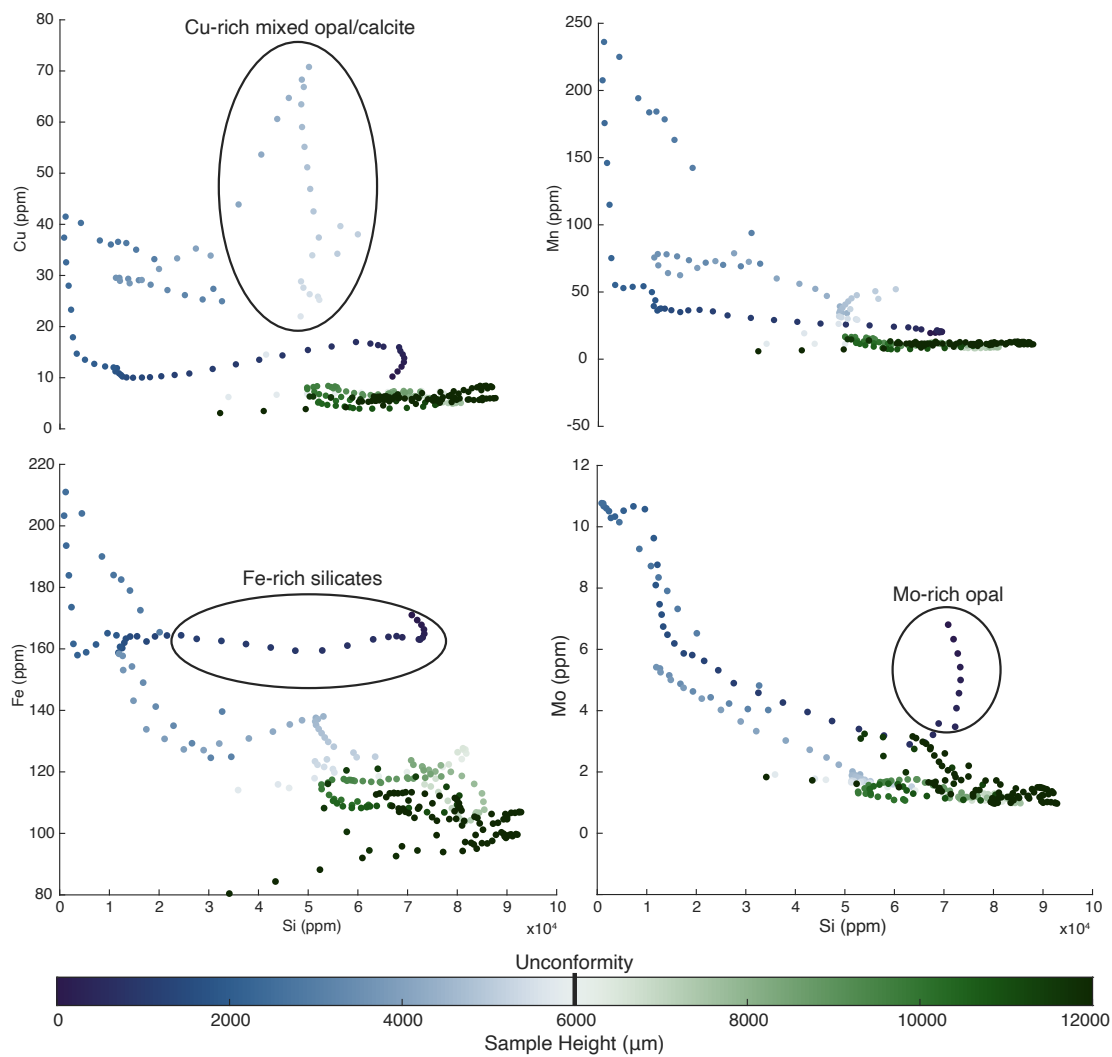 Cu-rich mixed opal/calcite
80
70
60
50
40
30
20
10
0
Cu (ppm)
250
200
150
100
50
0
-50
Mn (ppm)
220
200
180
160
140
120
100
80
Fe (ppm)
Fe-rich silicates
0 1 2 3 4 5 6 7 8 9 10
Si (ppm)
x10⁴
12
10
8
6
4
2
0
Mo (ppm)
Mo-rich opal
0 1 2 3 4 5 6 7 8 9 10
Si (ppm)
x10⁴
Unconformity
0 2000 4000 6000 8000 10000 12000
Sample Height (μm)